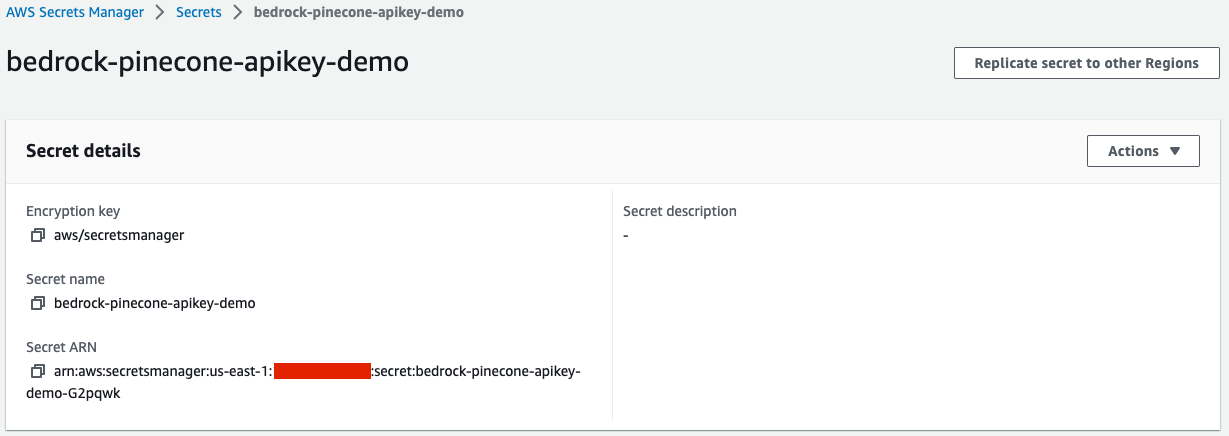 AWS Secrets Manager > Secrets > bedrock-pinecone-apikey-demo
bedrock-pinecone-apikey-demo
Replicate secret to other Regions
Secret details
Actions
Encryption key
aws/secretsmanager
Secret name
bedrock-pinecone-apikey-demo
Secret ARN
arn:aws:secretsmanager:us-east-1: :secret:bedrock-pinecone-apikey-
demo-G2pqwk
Secret description
-